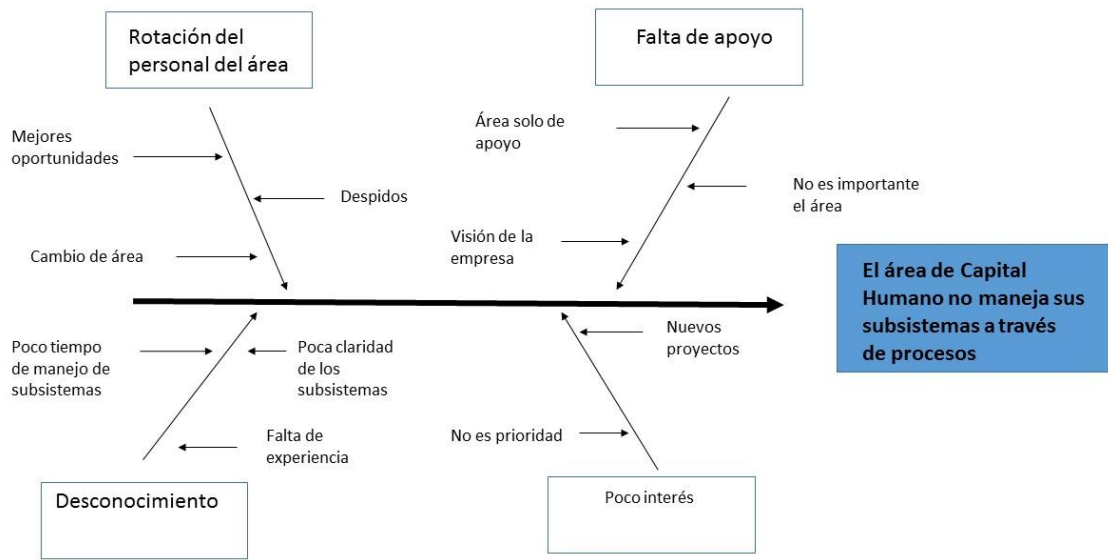 Rotación del
personal del área
Falta de apoyo
Mejores
oportunidades
Despidos
Cambio de área
Área solo de
apoyo
No es importante
el área
Visión de la
empresa
El área de Capital
Humano no maneja sus
subsistemas a través
de procesos
Poco tiempo
de manejo de
subsistemas
Poca claridad
de los
subsistemas
Falta de
experiencia
Nuevos
proyectos
No es prioridad
Desconocimiento
Poco interés